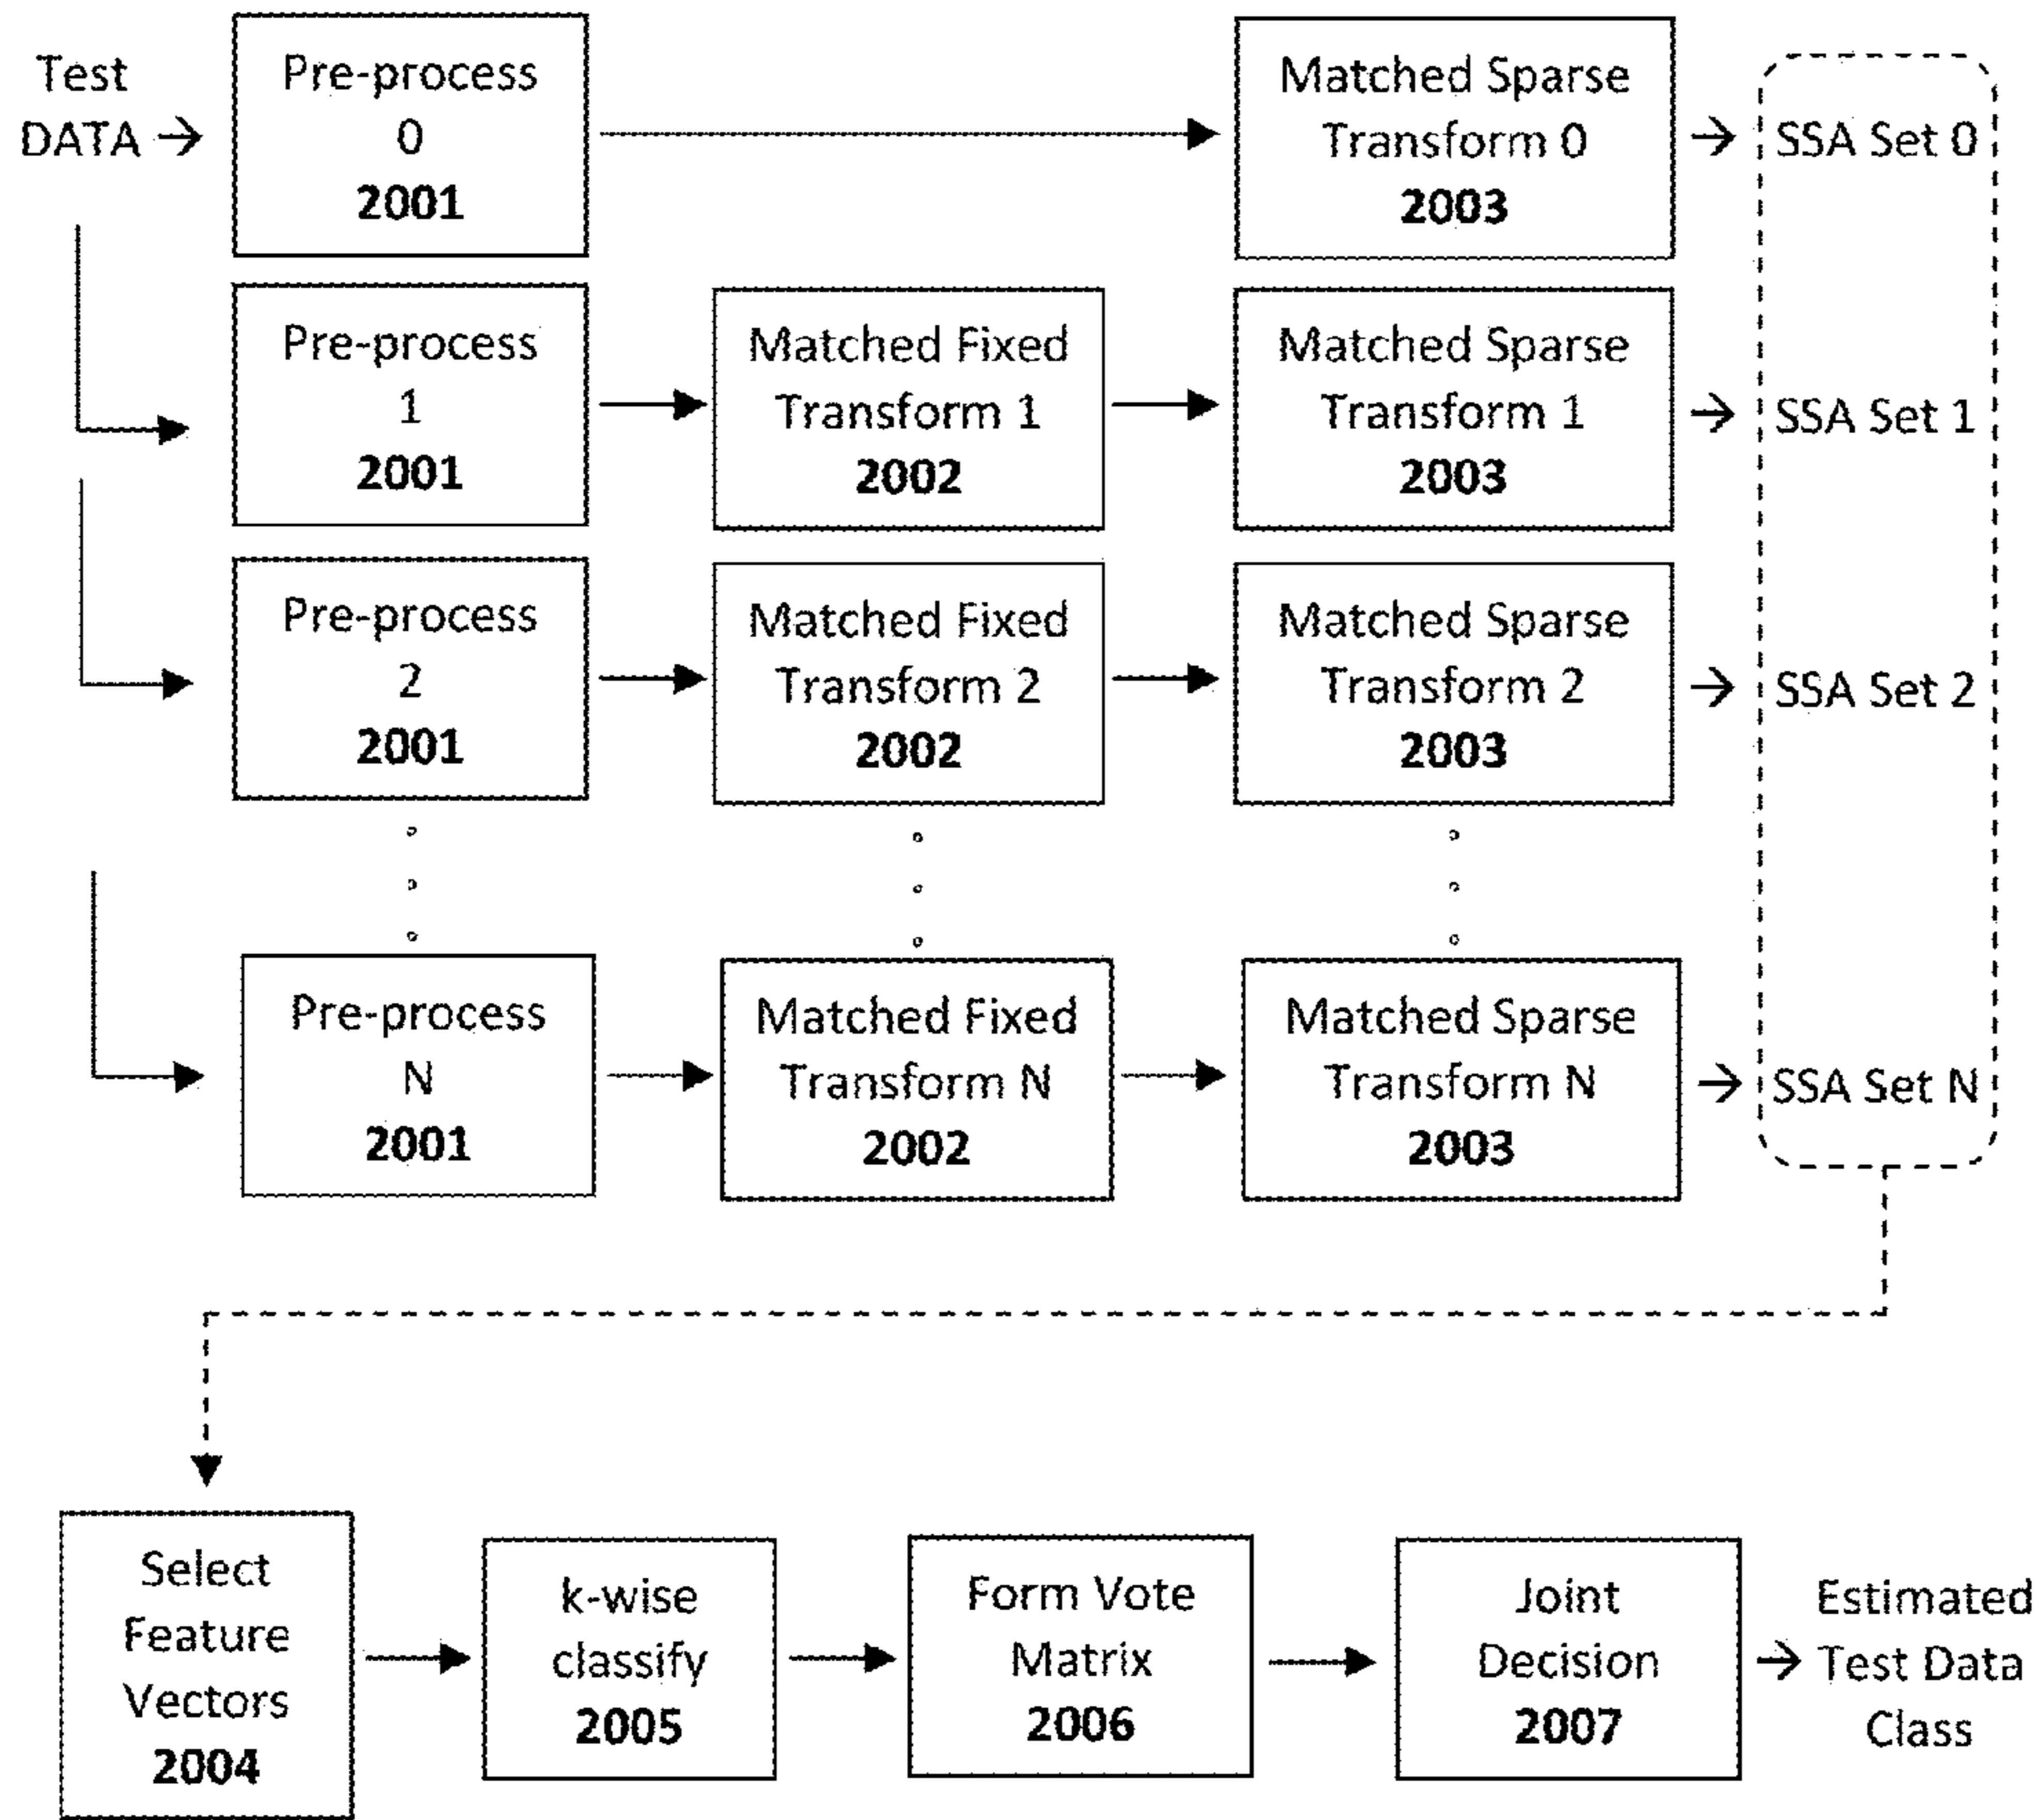 Test
DATA →
Pre-process
0
2001
Matched Sparse
Transform 0
2003
→ SSA Set 0
Pre-process
1
2001
Matched Fixed
Transform 1
2002
Matched Sparse
Transform 1
2003
→ SSA Set 1
Pre-process
2
2001
Matched Fixed
Transform 2
2002
Matched Sparse
Transform 2
2003
→ SSA Set 2
Pre-process
N
2001
Matched Fixed
Transform N
2002
Matched Sparse
Transform N
2003
→ SSA Set N
Select
Feature
Vectors
2004
k-wise
classify
2005
Form Vote
Matrix
2006
Joint
Decision
2007
Estimated
→ Test Data
Class